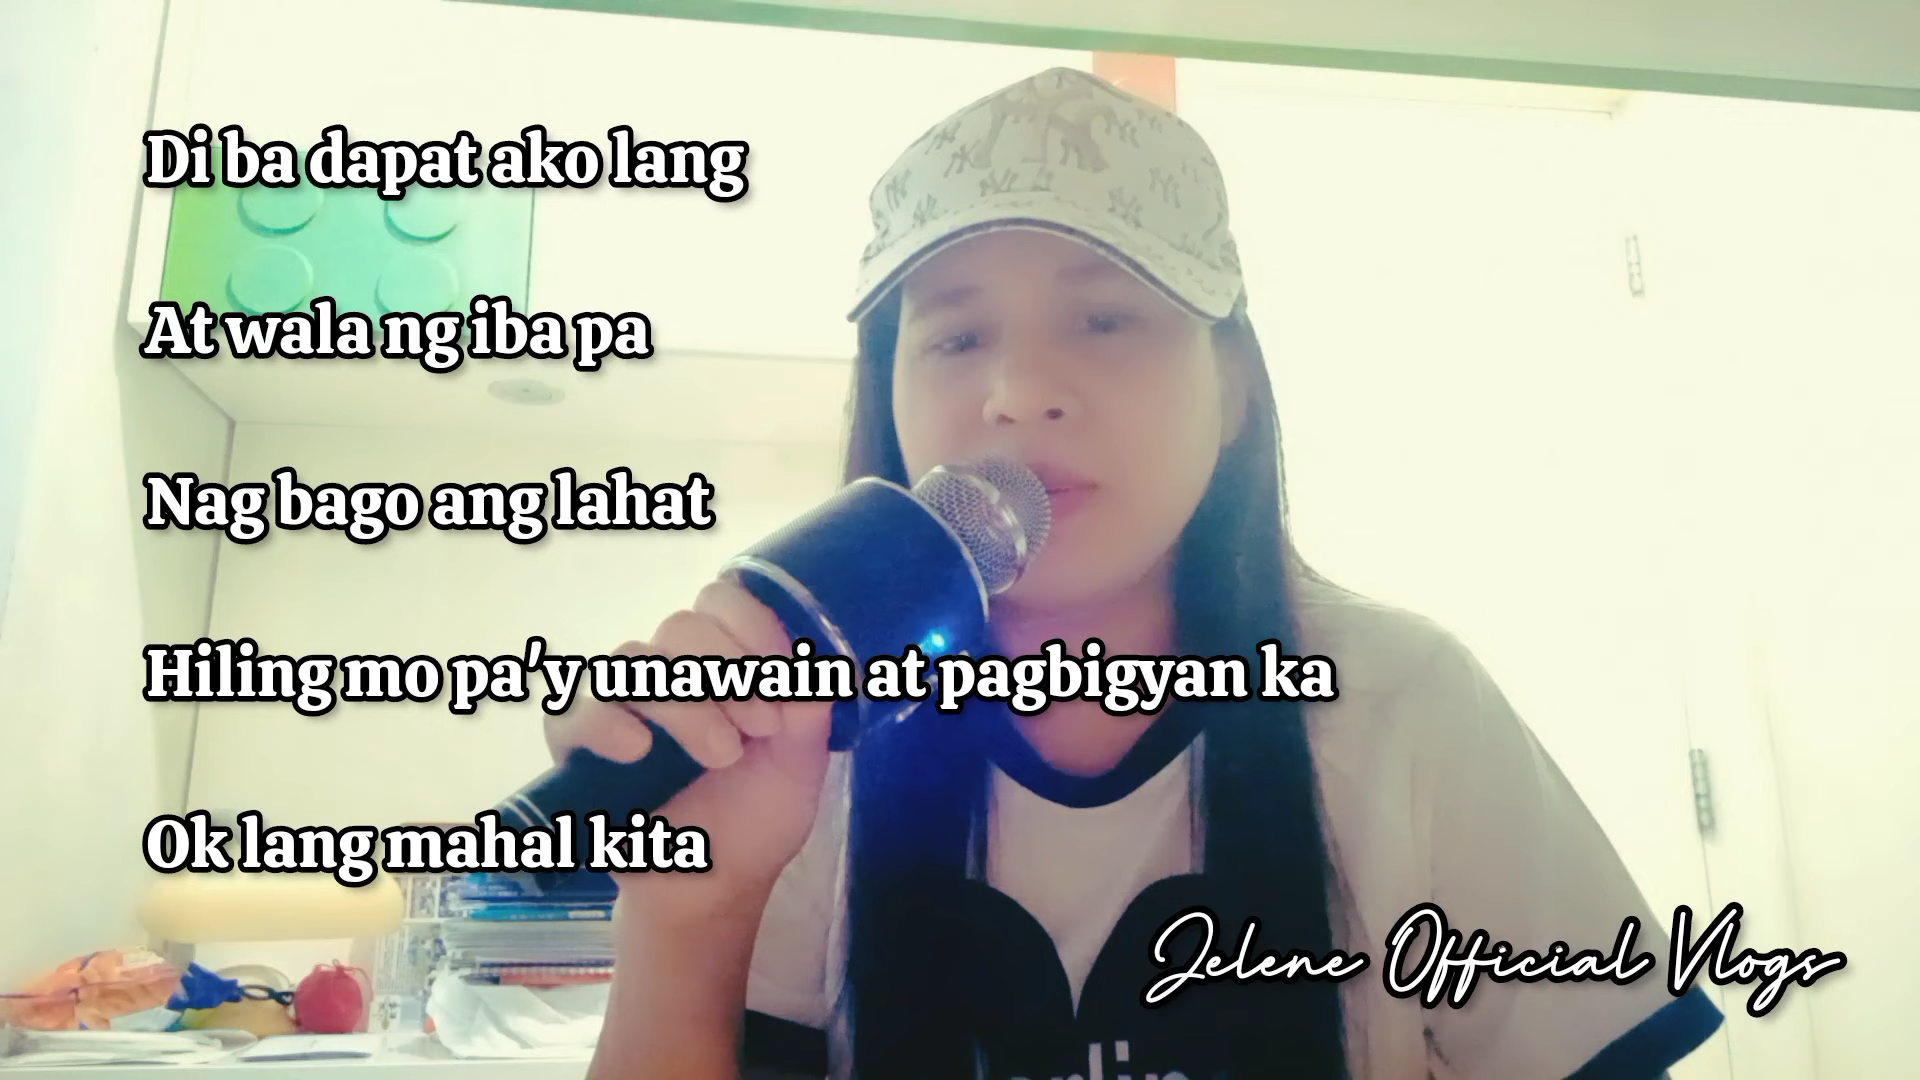 Di ba dapat ako lang
At wala ng iba pa
Nag bago ang lahat
Hiling mo pa'y unawain at pagbigyan ka
Ok lang mahal kita
Jelene Official Vlogs